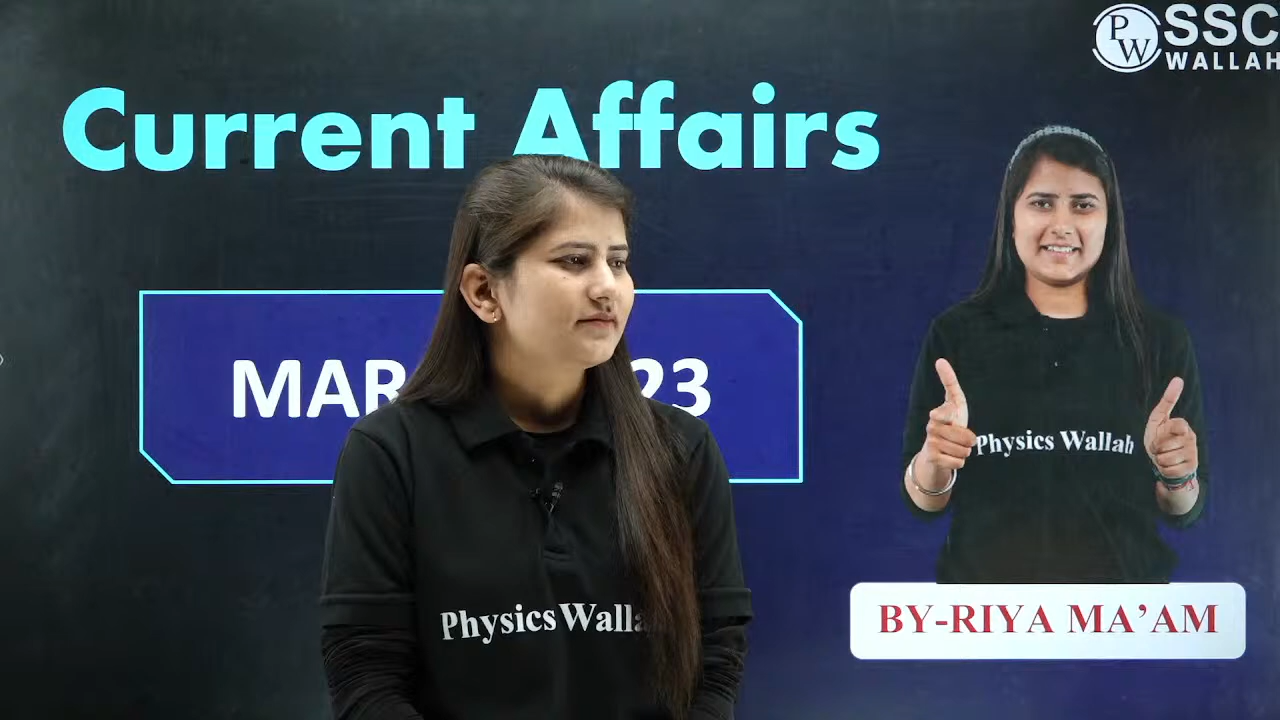 PW SSC
WALLAH
Current Affairs
MAR 23
Physics Wallah
Physics Walla
BY-RIYA MA'AM